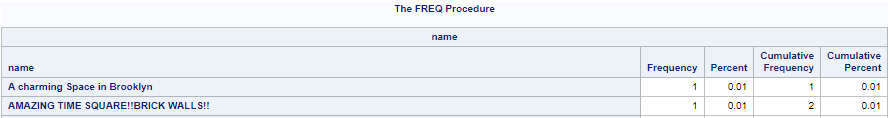 The FREQ Procedure
name
name Frequency Percent Cumulative Frequency Cumulative Percent
A charming Space in Brooklyn 1 0.01 1 0.01
AMAZING TIME SQUARE!!BRICK WALLS!! 1 0.01 2 0.01